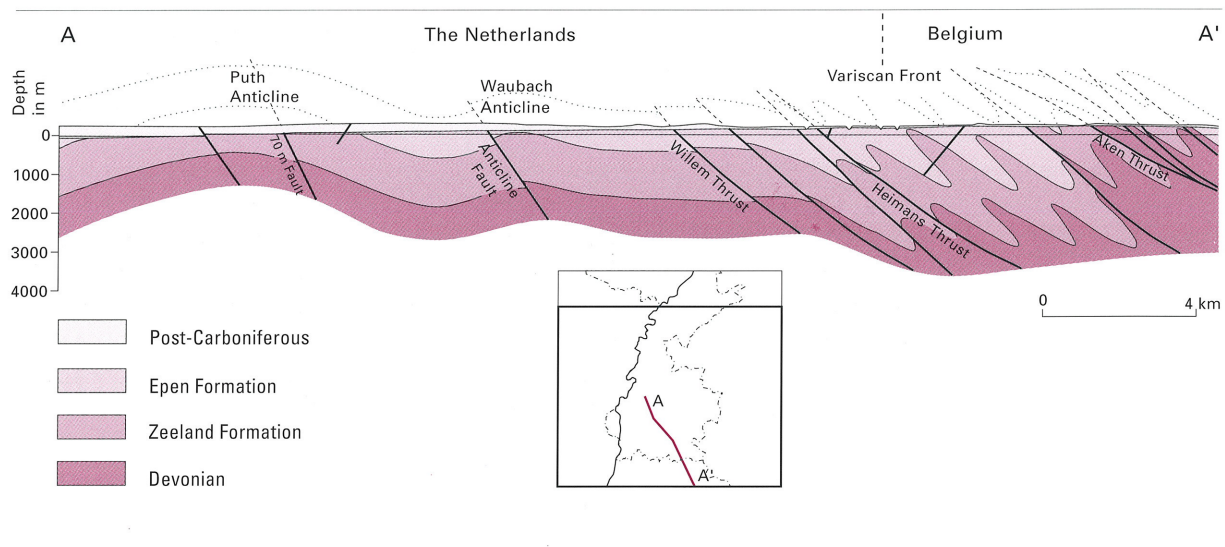 A
The Netherlands
Belgium
A'
Depth
in m
Puth
Anticline
Waubach
Anticline
Variscan Front
0
1000
2000
3000
4000
70 m Fault
Anticline
Fault
Willem Thrust
Heimans Thrust
Aken Thrust
0
4 km
Post-Carboniferous
Epen Formation
Zeeland Formation
Devonian
A
A'